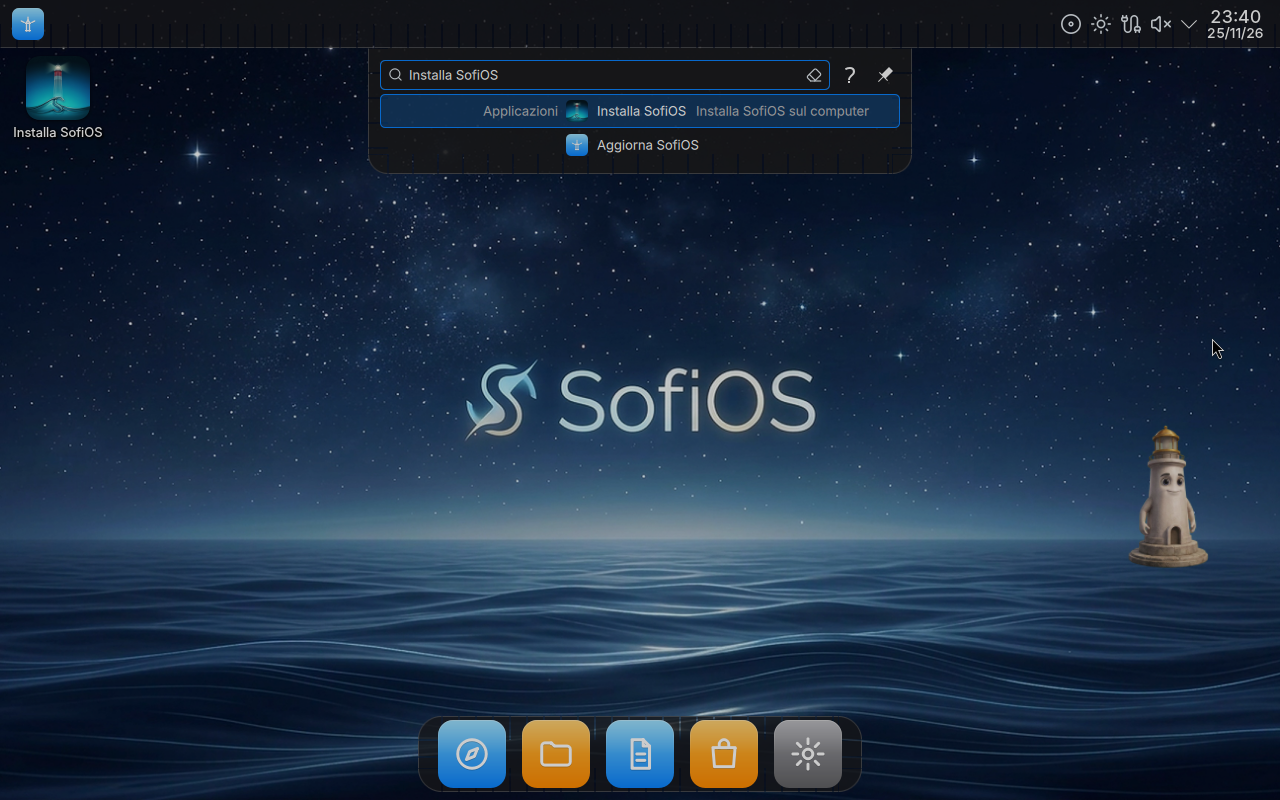 23:40
25/11/26
Installa SofiOS
Applicazioni Installa SofiOS Installa SofiOS sul computer
Aggiorna SofiOS
Installa SofiOS
SofiOS